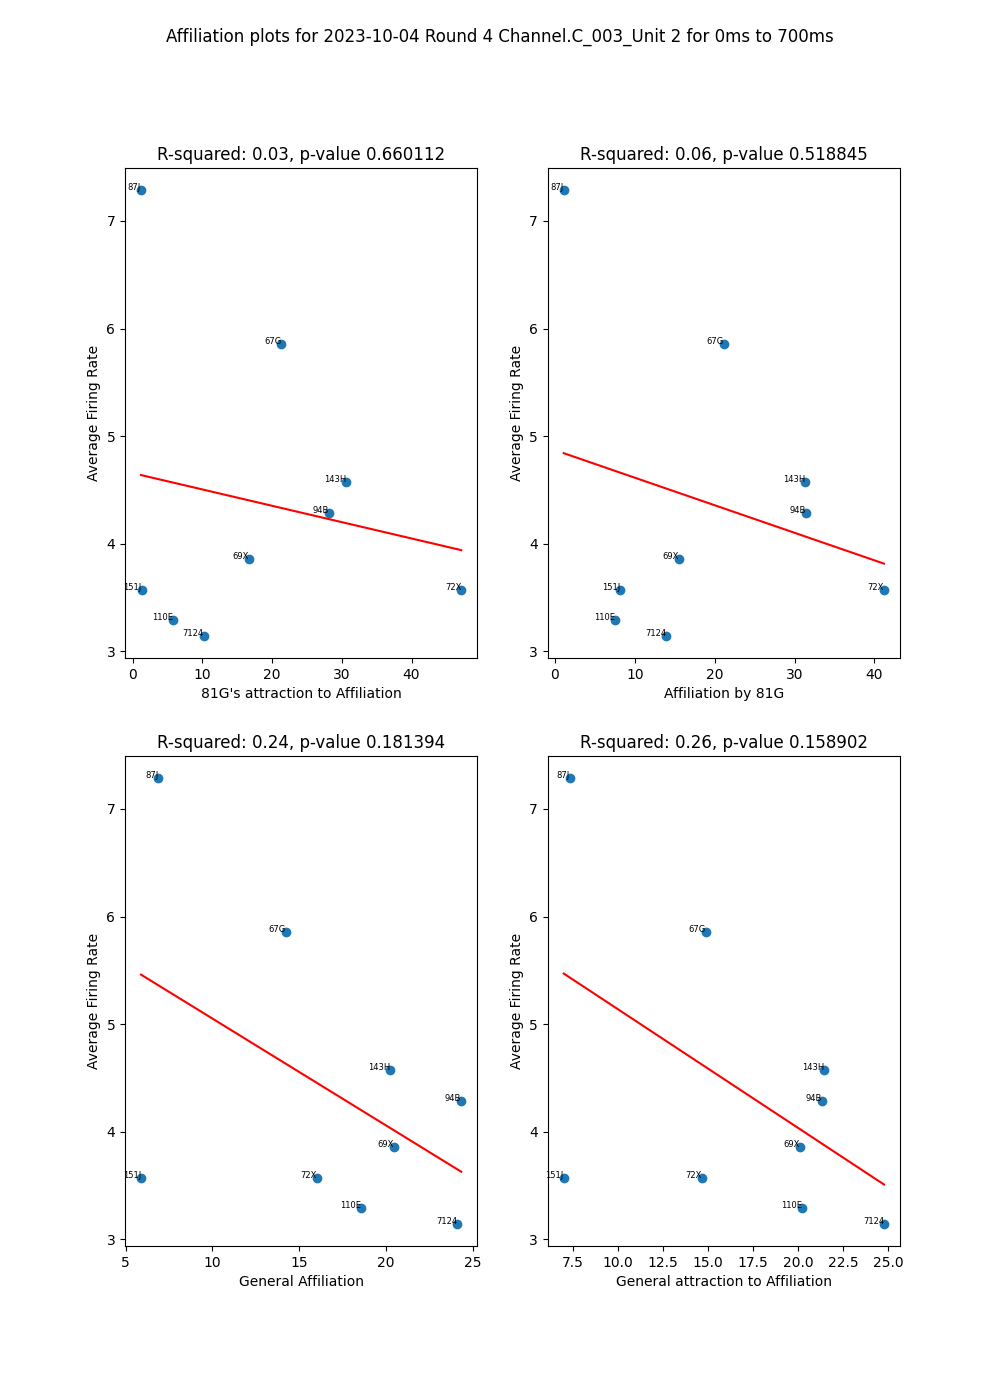 Affiliation plots for 2023-10-04 Round 4 Channel.C_003_Unit 2 for 0ms to 700ms
R-squared: 0.03, p-value 0.660112
87J
67G
143H
94B
69X
151J
72X
110E
7124
7
6
5
4
3
Average Firing Rate
0 10 20 30 40
81G's attraction to Affiliation
R-squared: 0.06, p-value 0.518845
87J
67G
143H
94B
69X
151J
72X
110E
7124
7
6
5
4
3
Average Firing Rate
0 10 20 30 40
Affiliation by 81G
R-squared: 0.24, p-value 0.181394
87J
67G
143H
94B
69X
151J
72X
110E
7124
7
6
5
4
3
Average Firing Rate
5 10 15 20 25
General Affiliation
R-squared: 0.26, p-value 0.158902
87J
67G
143H
94B
69X
151J
72X
110E
7124
7
6
5
4
3
Average Firing Rate
7.5 10.0 12.5 15.0 17.5 20.0 22.5 25.0
General attraction to Affiliation